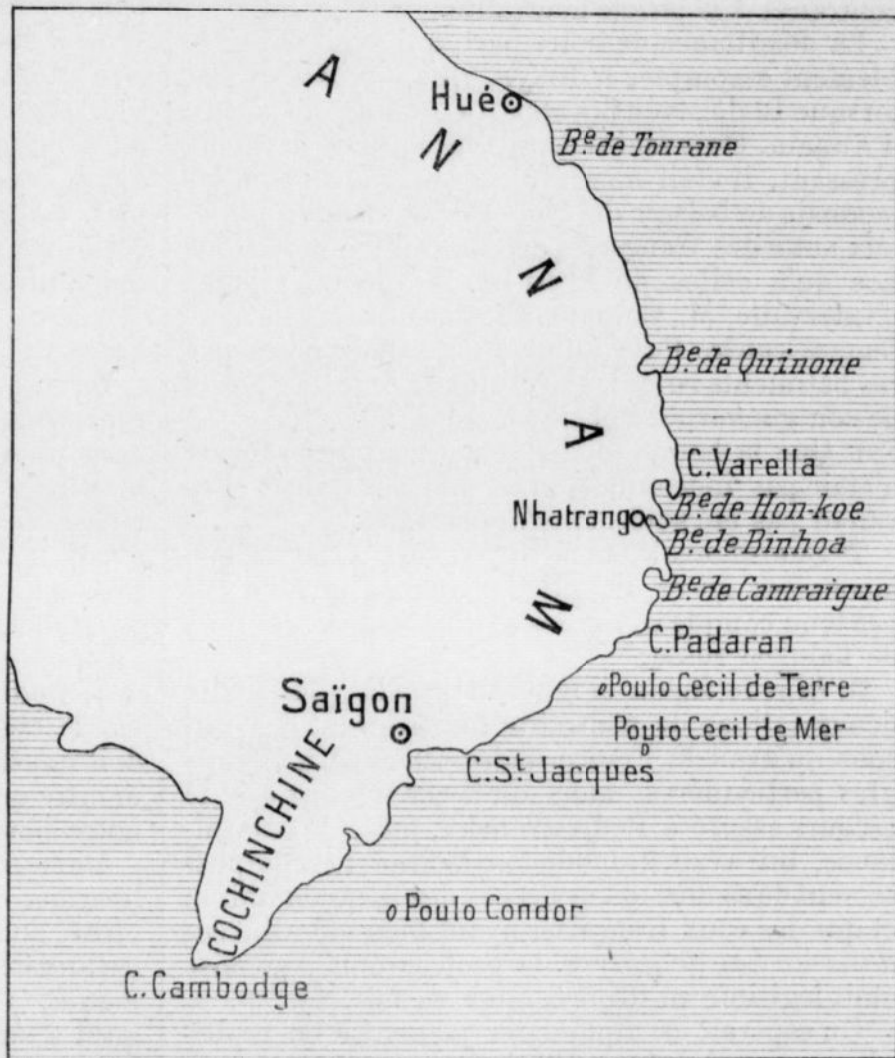 ANNAM
Hué
Bᵉ. de Tourane
Bᵉ. de Quinone
C. Varella
Nhatrang
Bᵉ. de Hon-koe
Bᵉ. de Binhoa
Bᵉ. de Camraigue
C. Padaran
Poulo Cecil de Terre
Poulo Cecil de Mer
Saïgon
C. Sᵗ. Jacques
COCHINCHINE
Poulo Condor
C. Cambodge